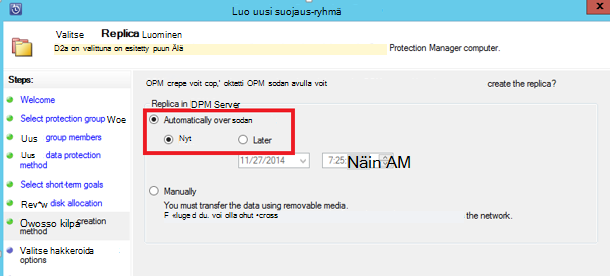 Luo uusi suojaus-ryhmä
Valitse Replica Luominen
D2a on valittuna on esitetty puun Älä Protection Manager computer.
Steps:
Welcome
Select protection group Woe
Uus group members
Uus data protection method
Select short-term goals
Rev*w disk allocation
Owosso kilpa creation method
Valitse hakkeroida options
OPM crepe voit cop,' oktetti OPM sodan avulla voit create the replica?
Replica in DPM Server
Automatically over sodan
Nyt Later
11/27/2014 7:25: Näin AM
Manually
You must transfer the data using removable media.
F «luge d du. voi olla ohut •cross the network.